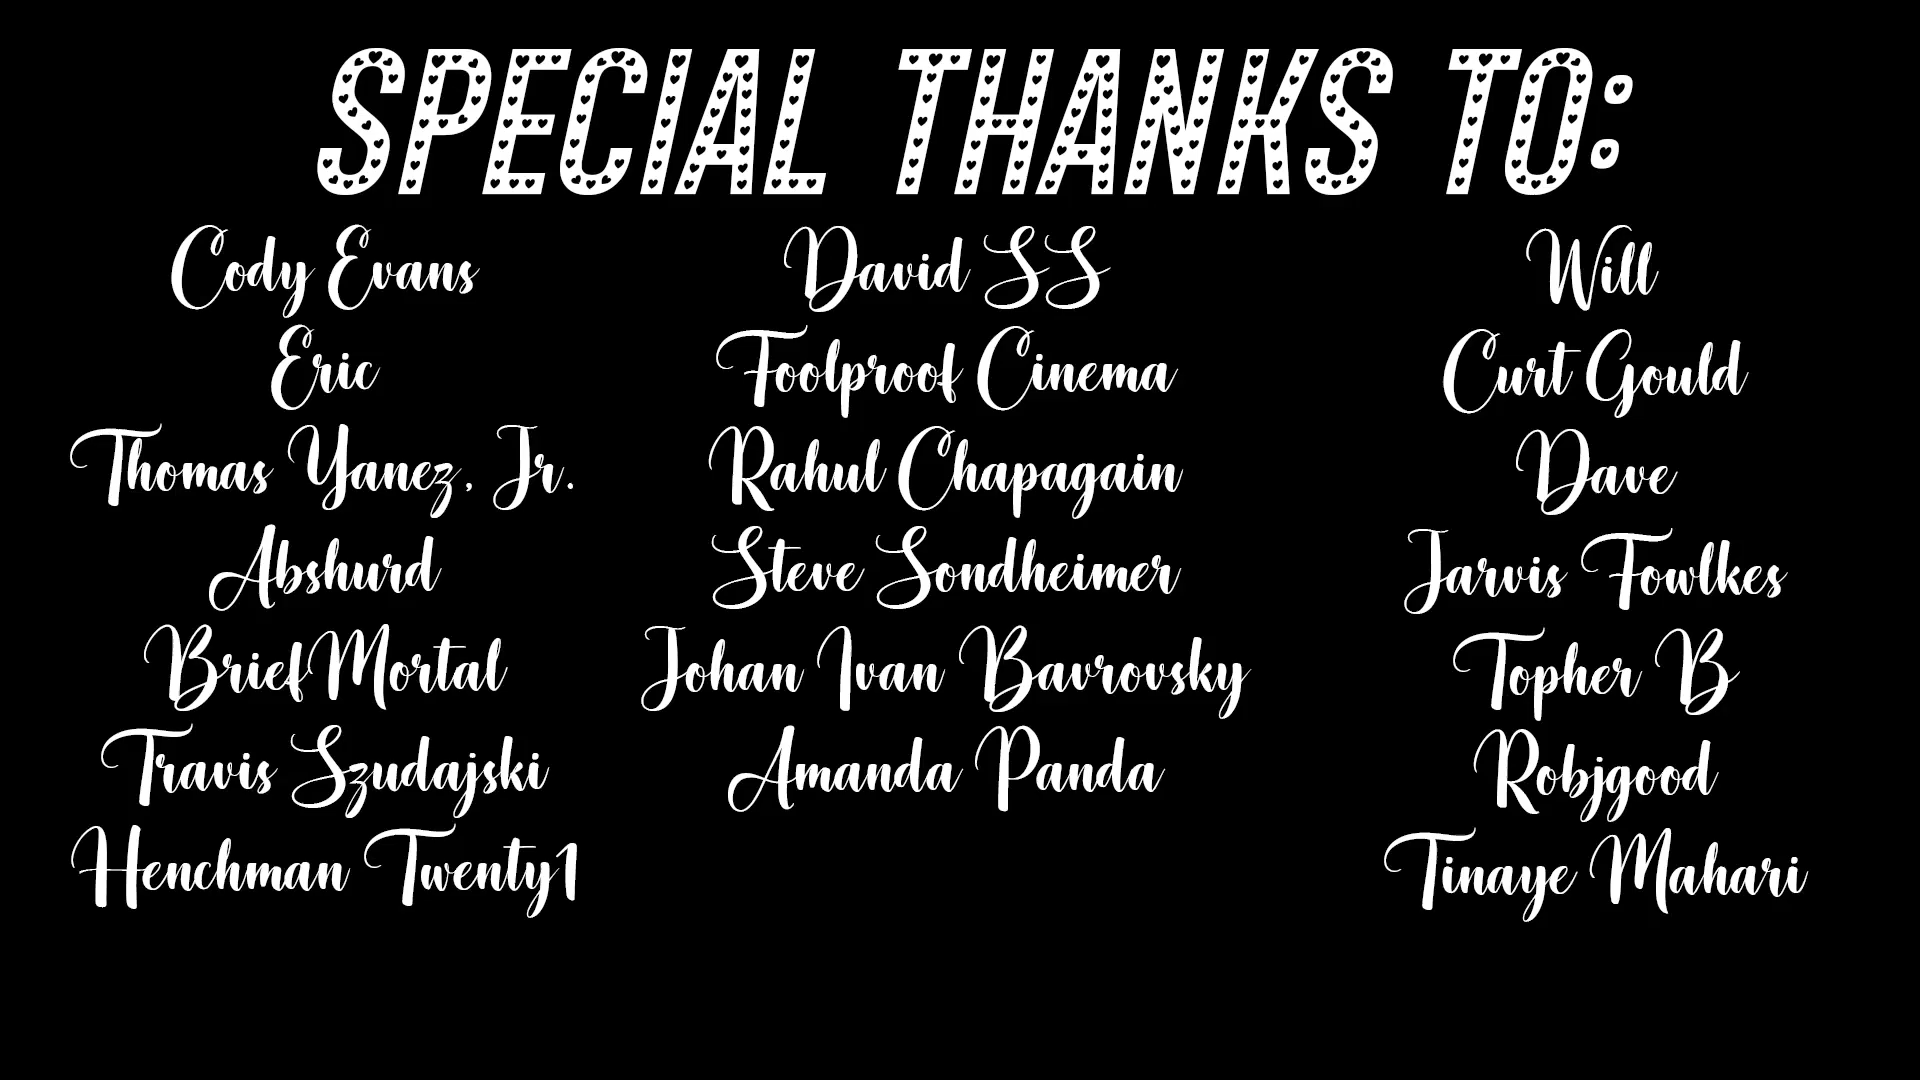 SPECIAL THANKS TO:
Cody Evans
Eric
Thomas Yanez, Jr.
Abshurd
BriefMortal
Travis Szudajski
Henchman Twenty1
David SS
Foolproof Cinema
Rahul Chapagain
Steve Sondheimer
Johan Ivan Bavrovsky
Amanda Panda
Will
Curt Gould
Dave
Jarvis Fowlkes
Topher B
Robjgood
Tinaye Mahari